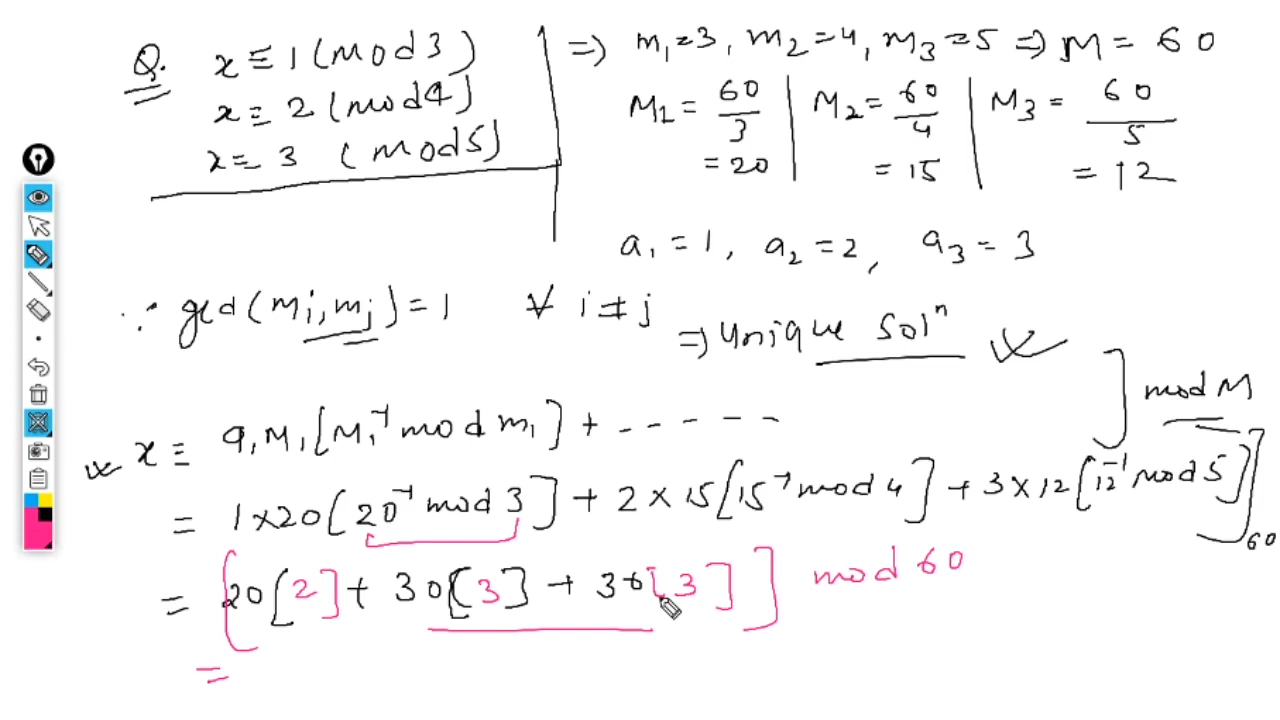 Q. x ≡ 1 (mod 3)
x ≡ 2 (mod 4)
x ≡ 3 (mod 5)
⇒ m₁=3, m₂=4, m₃=5 ⇒ M = 60
M₁ = 60/3 = 20 | M₂ = 60/4 = 15 | M₃ = 60/5 = 12
a₁ = 1, a₂ = 2, a₃ = 3
∵ gcd(mᵢ, mⱼ) = 1 ∀ i ≠ j
⇒ Unique Solⁿ
x ≡ a₁M₁[M₁⁻¹ mod m₁] + - - - - - ] mod M
= 1×20[20⁻¹ mod 3] + 2×15[15⁻¹ mod 4] + 3×12[12⁻¹ mod 5]]₆₀
= [20[2] + 30[3] + 36[3]] mod 60
=